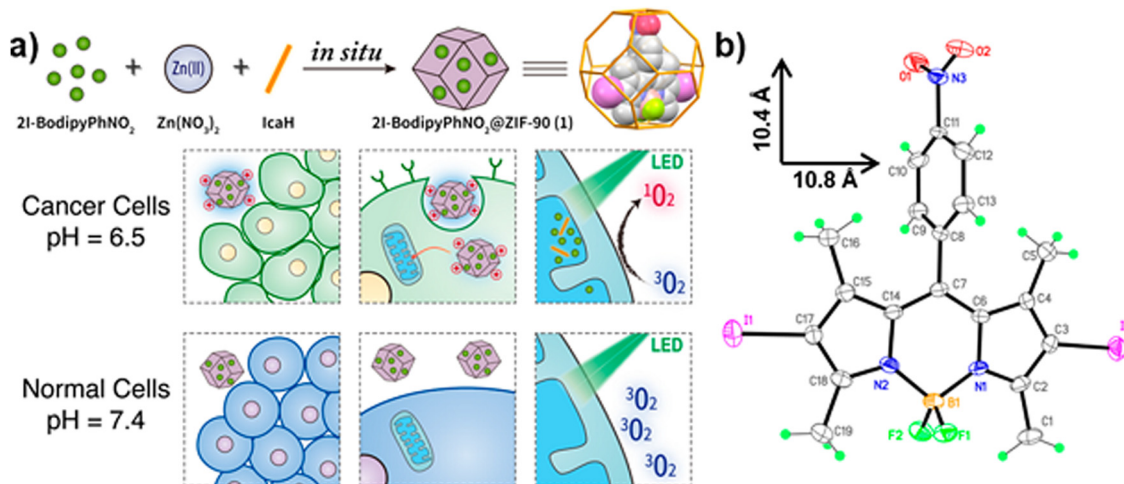 a)
+ Zn(II) + in situ
2I-BodipyPhNO₂ Zn(NO₃)₂ IcaH 2I-BodipyPhNO₂@ZIF-90 (1)
Cancer Cells
pH = 6.5
LED
¹O₂
³O₂
Normal Cells
pH = 7.4
LED
³O₂
³O₂
³O₂
b)
10.4 Å
10.8 Å
O1 O2
N3
C11
C10 C12
C13
C9 C8
C16 C5
C15 C14 C7 C6 C4
I1 C17 C3 I
C18 N2 N1 C2
B1
C19 F2 F1 C1